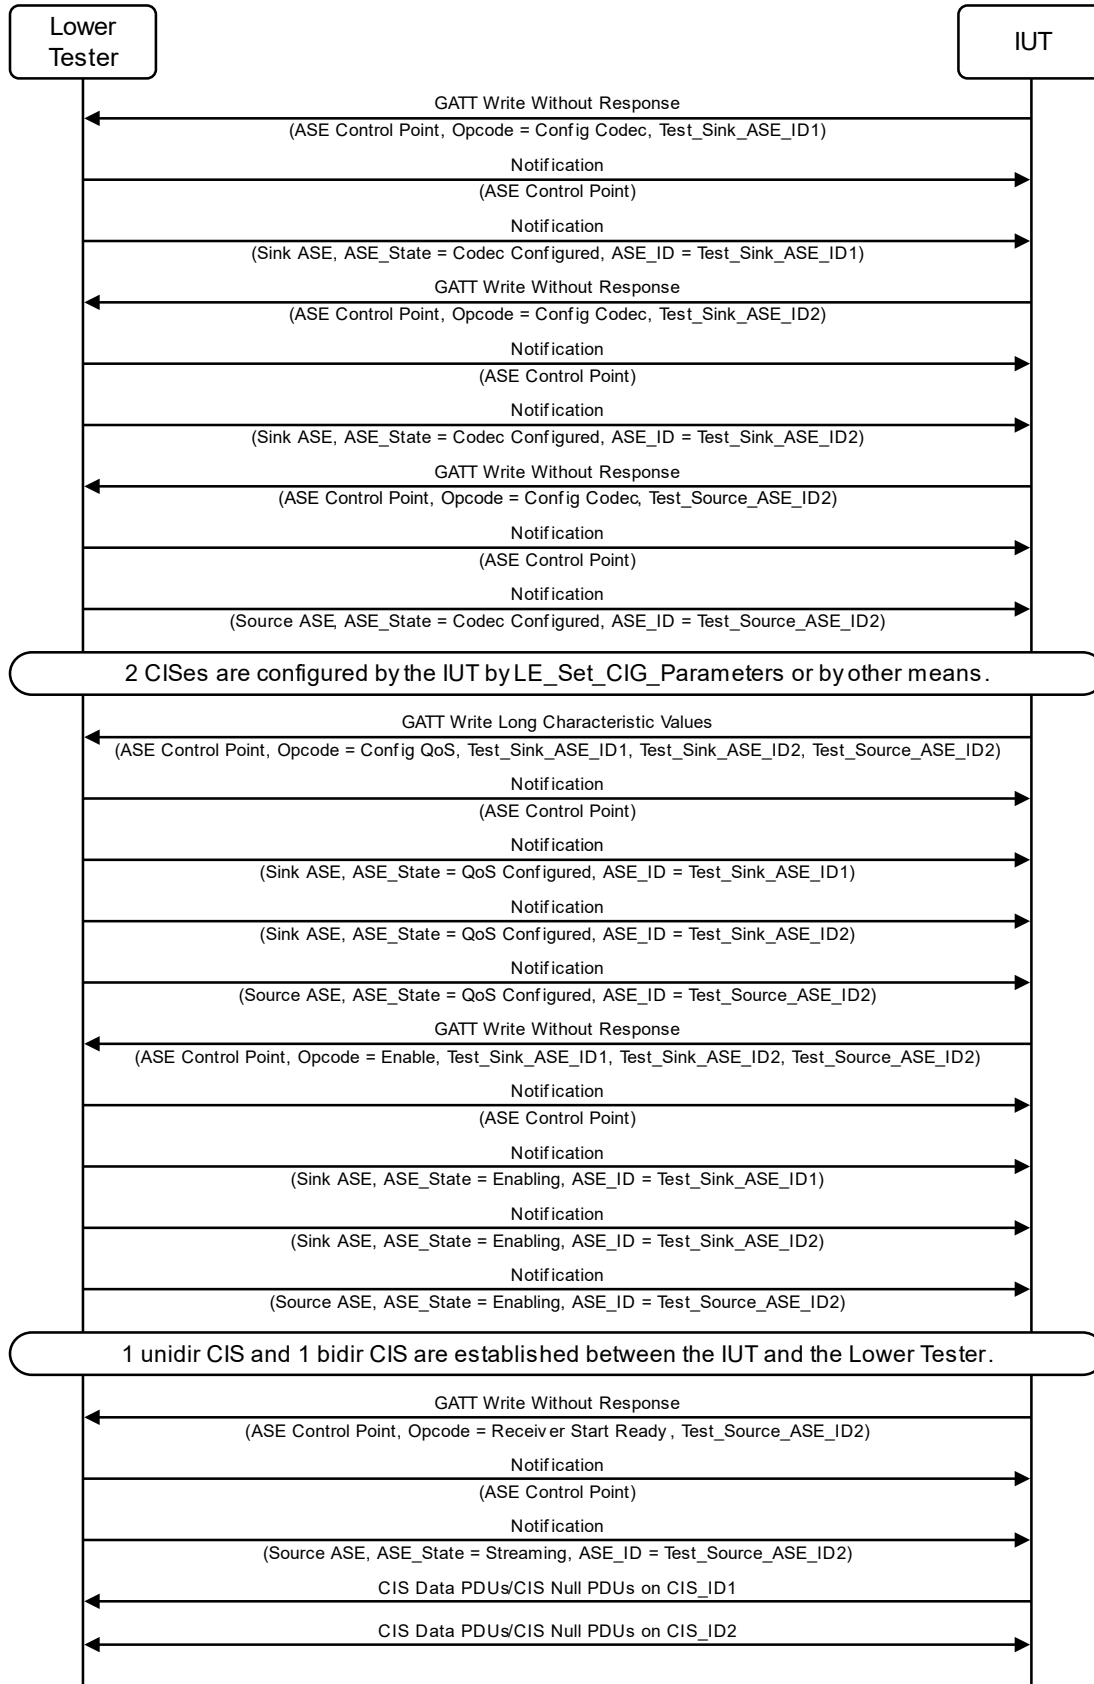 Lower
Tester
IUT
GATT Write Without Response
(ASE Control Point, Opcode = Config Codec, Test_Sink_ASE_ID1)
Notification
(ASE Control Point)
Notification
(Sink ASE, ASE_State = Codec Configured, ASE_ID = Test_Sink_ASE_ID1)
GATT Write Without Response
(ASE Control Point, Opcode = Config Codec, Test_Sink_ASE_ID2)
Notification
(ASE Control Point)
Notification
(Sink ASE, ASE_State = Codec Configured, ASE_ID = Test_Sink_ASE_ID2)
GATT Write Without Response
(ASE Control Point, Opcode = Config Codec, Test_Source_ASE_ID2)
Notification
(ASE Control Point)
Notification
(Source ASE, ASE_State = Codec Configured, ASE_ID = Test_Source_ASE_ID2)
2 CISes are configured by the IUT by LE_Set_CIG_Parameters or by other means.
GATT Write Long Characteristic Values
(ASE Control Point, Opcode = Config QoS, Test_Sink_ASE_ID1, Test_Sink_ASE_ID2, Test_Source_ASE_ID2)
Notification
(ASE Control Point)
Notification
(Sink ASE, ASE_State = QoS Configured, ASE_ID = Test_Sink_ASE_ID1)
Notification
(Sink ASE, ASE_State = QoS Configured, ASE_ID = Test_Sink_ASE_ID2)
Notification
(Source ASE, ASE_State = QoS Configured, ASE_ID = Test_Source_ASE_ID2)
GATT Write Without Response
(ASE Control Point, Opcode = Enable, Test_Sink_ASE_ID1, Test_Sink_ASE_ID2, Test_Source_ASE_ID2)
Notification
(ASE Control Point)
Notification
(Sink ASE, ASE_State = Enabling, ASE_ID = Test_Sink_ASE_ID1)
Notification
(Sink ASE, ASE_State = Enabling, ASE_ID = Test_Sink_ASE_ID2)
Notification
(Source ASE, ASE_State = Enabling, ASE_ID = Test_Source_ASE_ID2)
1 unidir CIS and 1 bidir CIS are established between the IUT and the Lower Tester.
GATT Write Without Response
(ASE Control Point, Opcode = Receiver Start Ready, Test_Source_ASE_ID2)
Notification
(ASE Control Point)
Notification
(Source ASE, ASE_State = Streaming, ASE_ID = Test_Source_ASE_ID2)
CIS Data PDUs/CIS Null PDUs on CIS_ID1
CIS Data PDUs/CIS Null PDUs on CIS_ID2